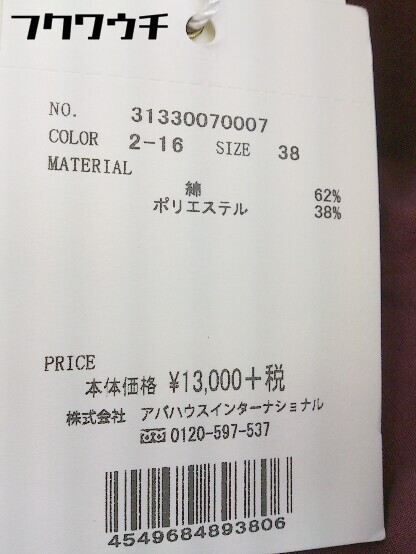 フクワウチ
NO. 31330070007
COLOR 2-16 SIZE 38
MATERIAL
綿 62%
ポリエステル 38%
PRICE
本体価格 ¥13,000+税
株式会社 アバハウスインターナショナル
0120-597-537
4549684893806